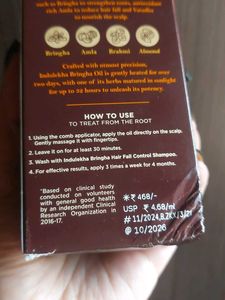 such as Bringha to strengthen roots, antioxidant
rich Amla to reduce hair fall and Vatadha
to nourish the scalp.
Bringha Amla Brahmi Almond
Crafted with utmost precision,
Indulekha Bringha Oil is gently heated for over
two days, with one of its herbs matured in sunlight
for up to 32 hours to unleash its potency.
HOW TO USE
TO TREAT FROM THE ROOT
1. Using the comb applicator, apply the oil directly on the scalp.
Gently massage it with fingertips.
2. Leave it on for at least 30 minutes.
3. Wash with Indulekha Bringha Hair Fall Control Shampoo.
4. For effective results, apply 3 times a week for 4 months.
*Based on clinical study
conducted on volunteers
with general good health
by an independent Clinical
Research Organization in
2016-17.
※₹ 468/-
USP ₹ 4.68/ml
# 11/2024,B.ZKY
@ 10/2026